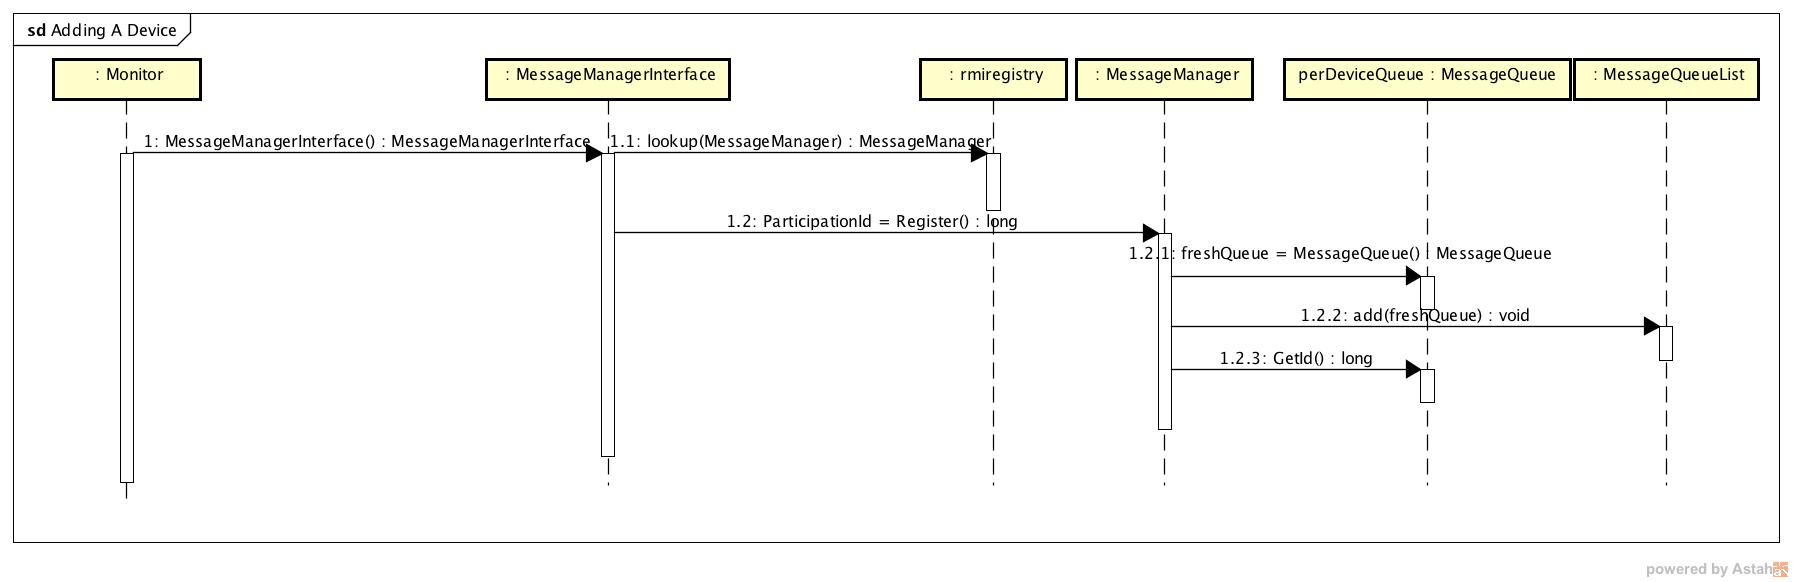 sd Adding A Device
: Monitor
: MessageManagerInterface
: rmiregistry
: MessageManager
perDeviceQueue : MessageQueue
: MessageQueueList
1: MessageManagerInterface() : MessageManagerInterface
1.1: lookup(MessageManager) : MessageManager
1.2: ParticipationId = Register() : long
1.2.1: freshQueue = MessageQueue() : MessageQueue
1.2.2: add(freshQueue) : void
1.2.3: GetId() : long
powered by Astah